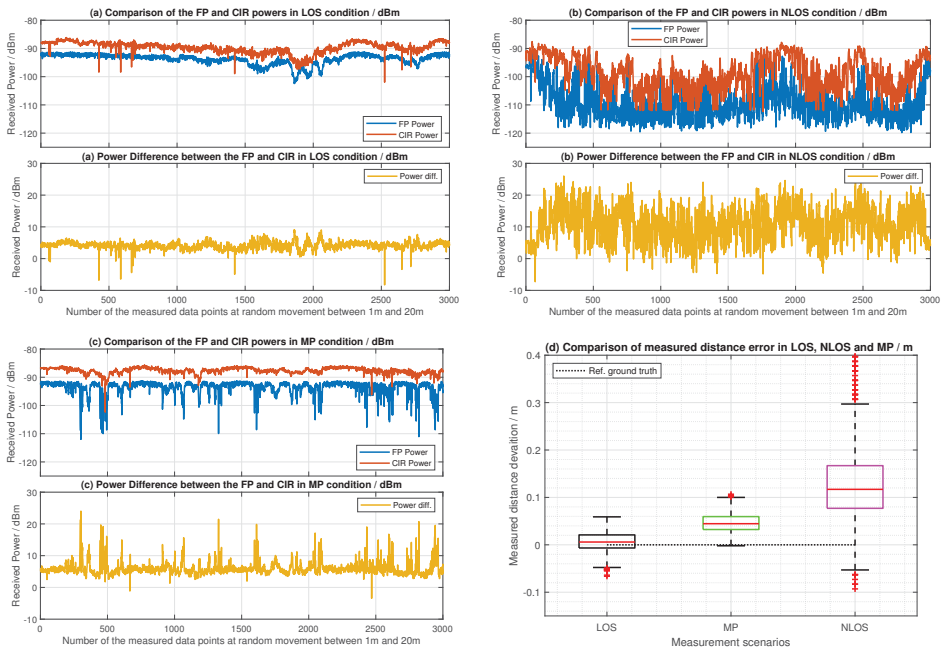 (a) Comparison of the FP and CIR powers in LOS condition / dBm
Received Power / dBm
-80
-90
-100
-110
-120
FP Power
CIR Power
(a) Power Difference between the FP and CIR in LOS condition / dBm
Received Power / dBm
30
20
10
0
-10
Power diff.
0
500
1000
1500
2000
2500
3000
Number of the measured data points at random movement between 1m and 20m
(b) Comparison of the FP and CIR powers in NLOS condition / dBm
Received Power / dBm
-80
-90
-100
-110
-120
FP Power
CIR Power
(b) Power Difference between the FP and CIR in NLOS condition / dBm
Received Power / dBm
30
20
10
0
-10
Power diff.
0
500
1000
1500
2000
2500
3000
Number of the measured data points at random movement between 1m and 20m
(c) Comparison of the FP and CIR powers in MP condition / dBm
Received Power / dBm
-80
-90
-100
-110
-120
FP Power
CIR Power
(c) Power Difference between the FP and CIR in MP condition / dBm
Received Power / dBm
30
20
10
0
-10
Power diff.
0
500
1000
1500
2000
2500
3000
Number of the measured data points at random movement between 1m and 20m
(d) Comparison of measured distance error in LOS, NLOS and MP / m
Measured distance devaition / m
0.4
0.3
0.2
0.1
0
-0.1
Ref. ground truth
LOS
MP
NLOS
Measurement scenarios